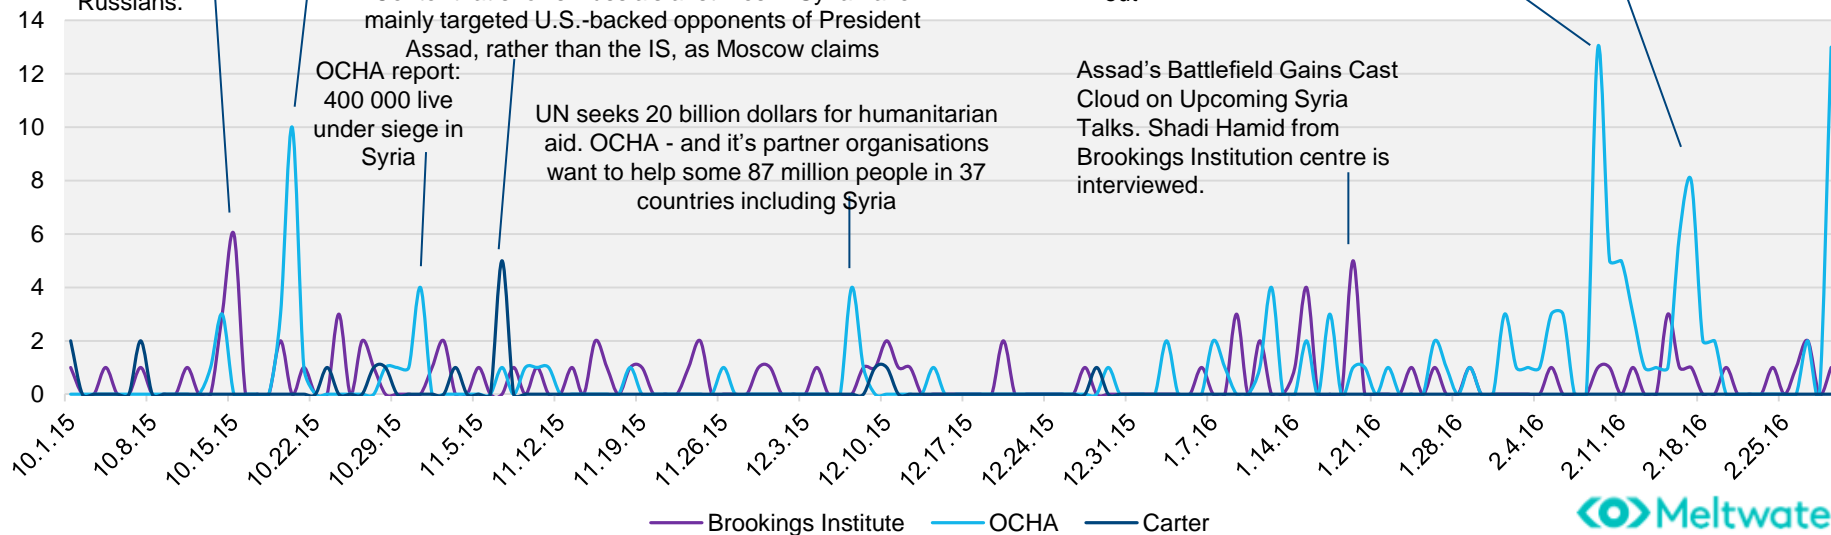 Russians.
mainly targeted U.S.-backed opponents of President
Assad, rather than the IS, as Moscow claims
OCHA report:
400 000 live
under siege in
Syria
UN seeks 20 billion dollars for humanitarian
aid. OCHA - and it's partner organisations
want to help some 87 million people in 37
countries including Syria
Assad's Battlefield Gains Cast
Cloud on Upcoming Syria
Talks. Shadi Hamid from
Brookings Institution centre is
interviewed.
14
12
10
8
6
4
2
0
10.1.15 10.8.15 10.15.15 10.22.15 10.29.15 11.5.15 11.12.15 11.19.15 11.26.15 12.3.15 12.10.15 12.17.15 12.24.15 12.31.15 1.7.16 1.14.16 1.21.16 1.28.16 2.4.16 2.11.16 2.18.16 2.25.16
Brookings Institute OCHA Carter
Meltwate